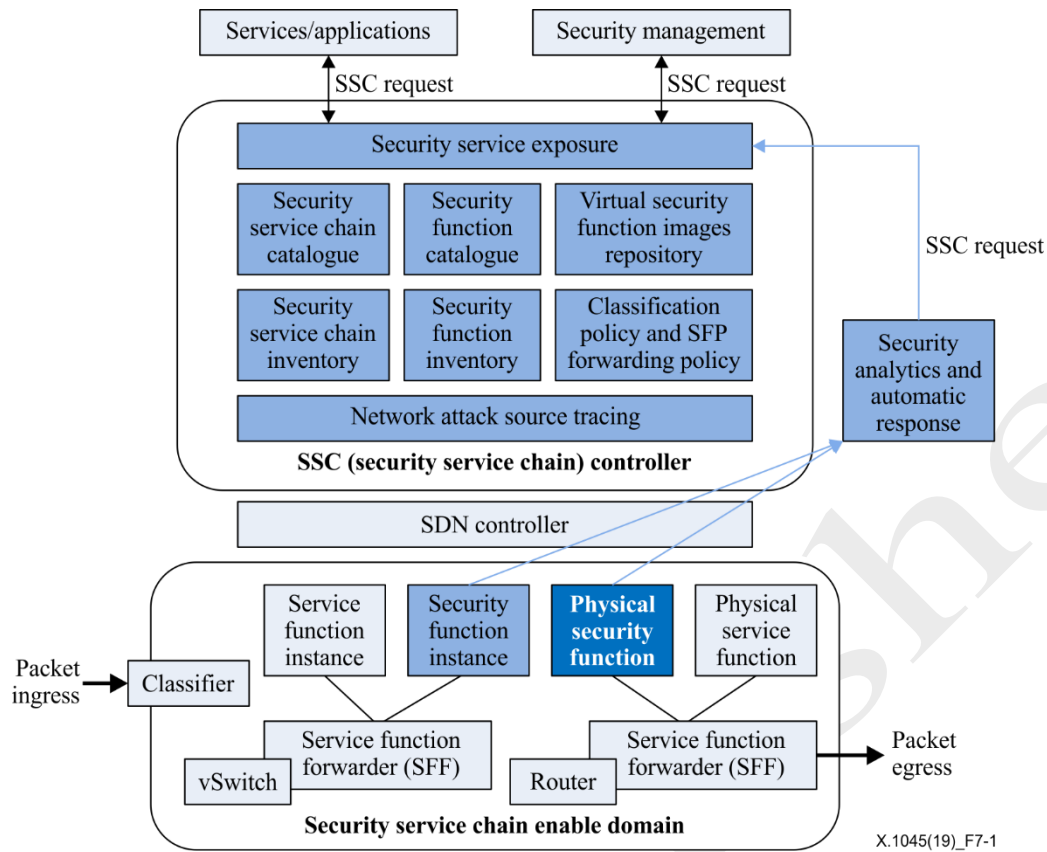 Services/applications
Security management
SSC request
SSC request
Security service exposure
Security
service chain
catalogue
Security
function
catalogue
Virtual security
function images
repository
SSC request
Security
service chain
inventory
Security
function
inventory
Classification
policy and SFP
forwarding policy
Security
analytics and
automatic
response
Network attack source tracing
SSC (security service chain) controller
SDN controller
Service
function
instance
Security
function
instance
Physical
security
function
Physical
service
function
Packet
ingress
Classifier
Service function
forwarder (SFF)
vSwitch
Service function
forwarder (SFF)
Router
Packet
egress
Security service chain enable domain
X.1045(19)_F7-1